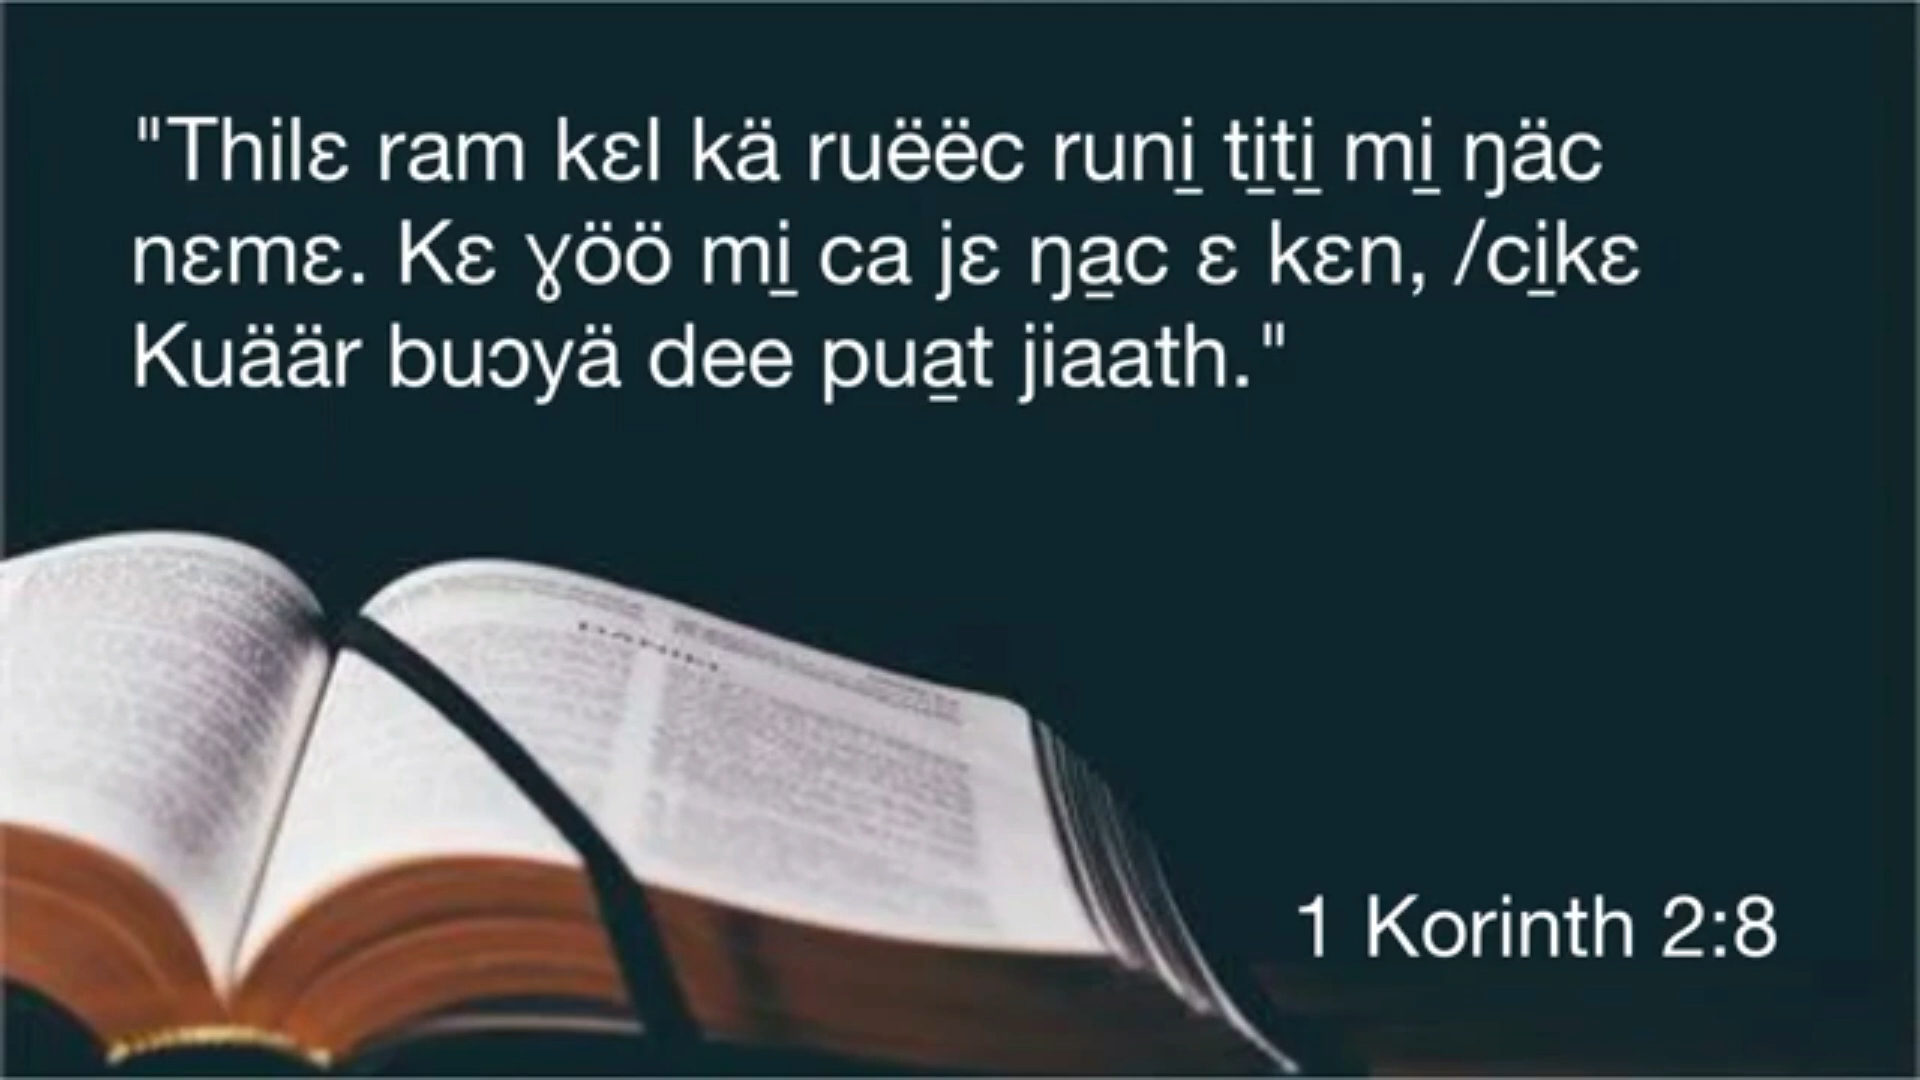 "Thilɛ ram kɛl kä ruëëc runi̱ ti̱ti̱ mi̱ ŋäc
nɛmɛ. Kɛ ɣöö mi̱ ca jɛ ŋa̱c ɛ kɛn, /ci̱kɛ
Kuäär buɔyä dee pua̱t jiaath."
1 Korinth 2:8